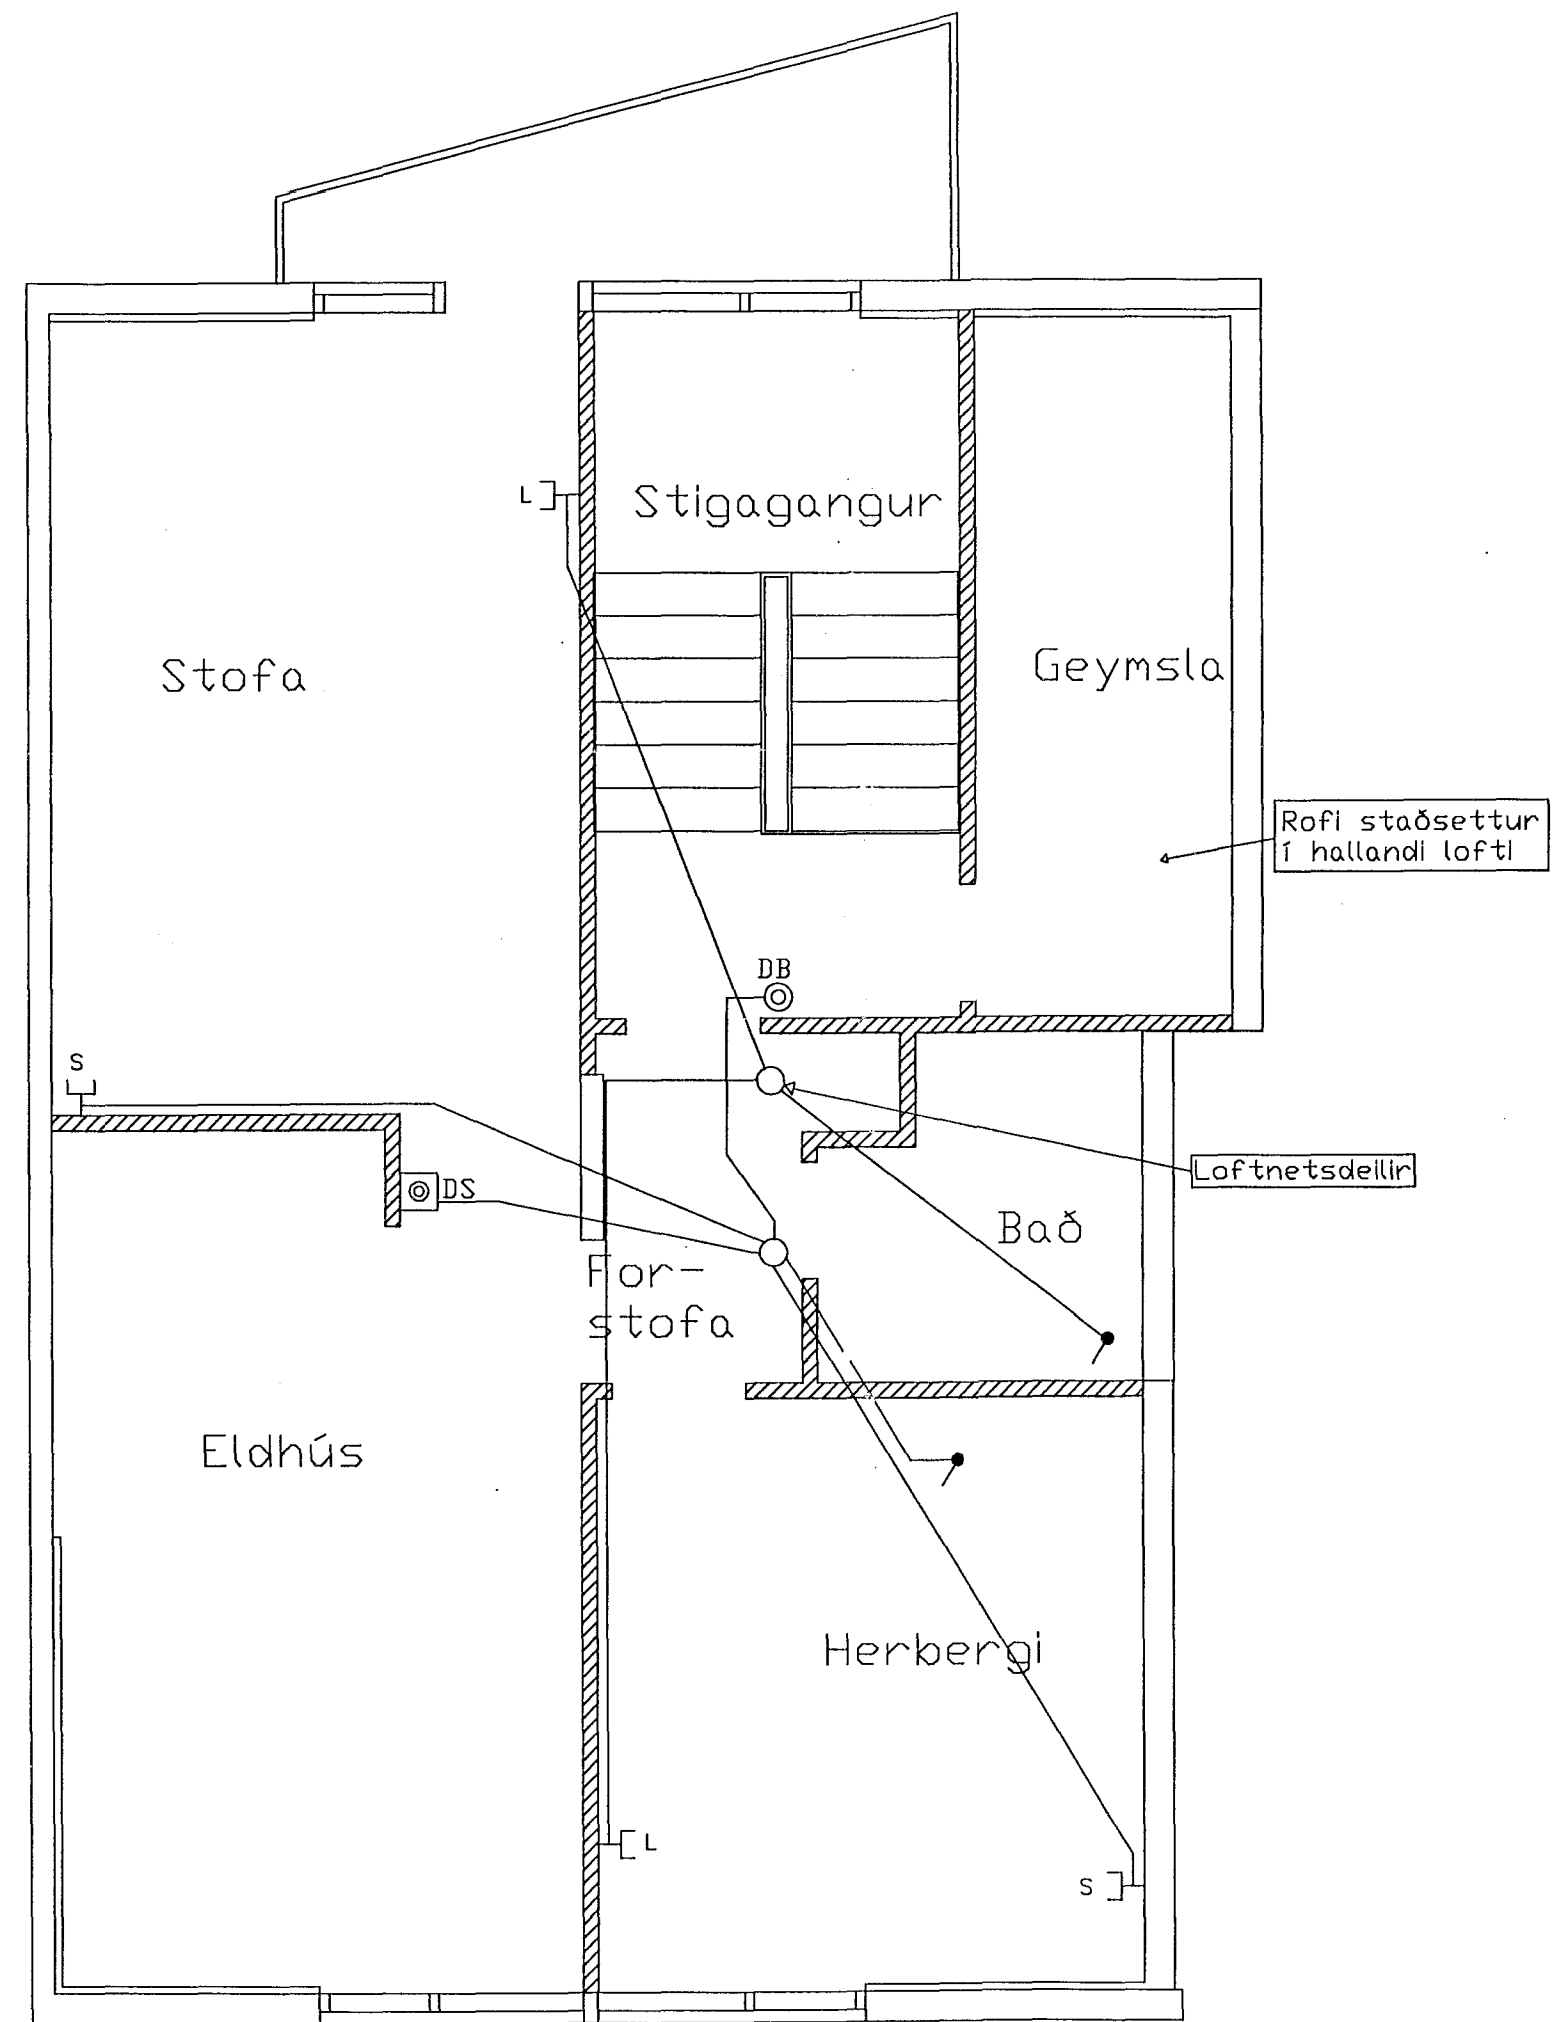 L
Stigagangur
Stofa
Geymsla
Rofi staðsettur
í hallandi lofti
DB
S
Loftnetsdeilir
DS
Bað
For-
stofa
Eldhús
Herbergi
L
S